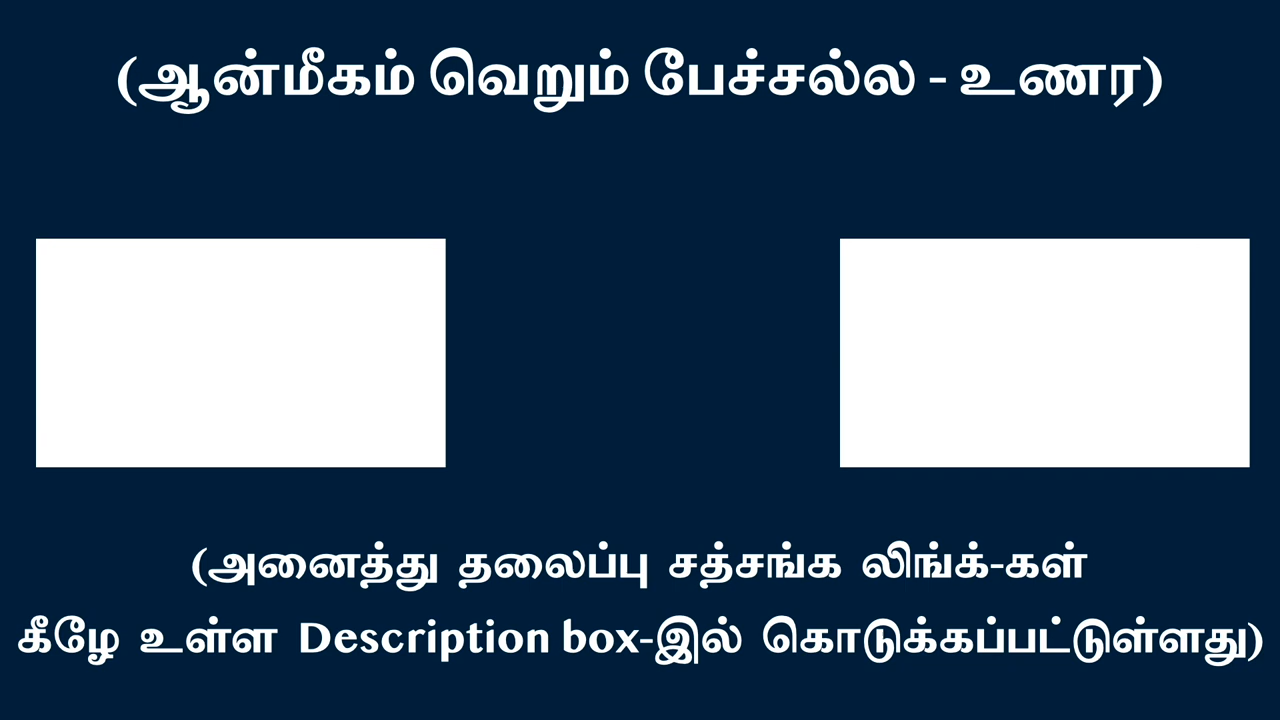 (ஆன்மீகம் வெறும் பேச்சல்ல - உணர)
(அனைத்து தலைப்பு சத்சங்க லிங்க்-கள்
கீழே உள்ள Description box-இல் கொடுக்கப்பட்டுள்ளது)